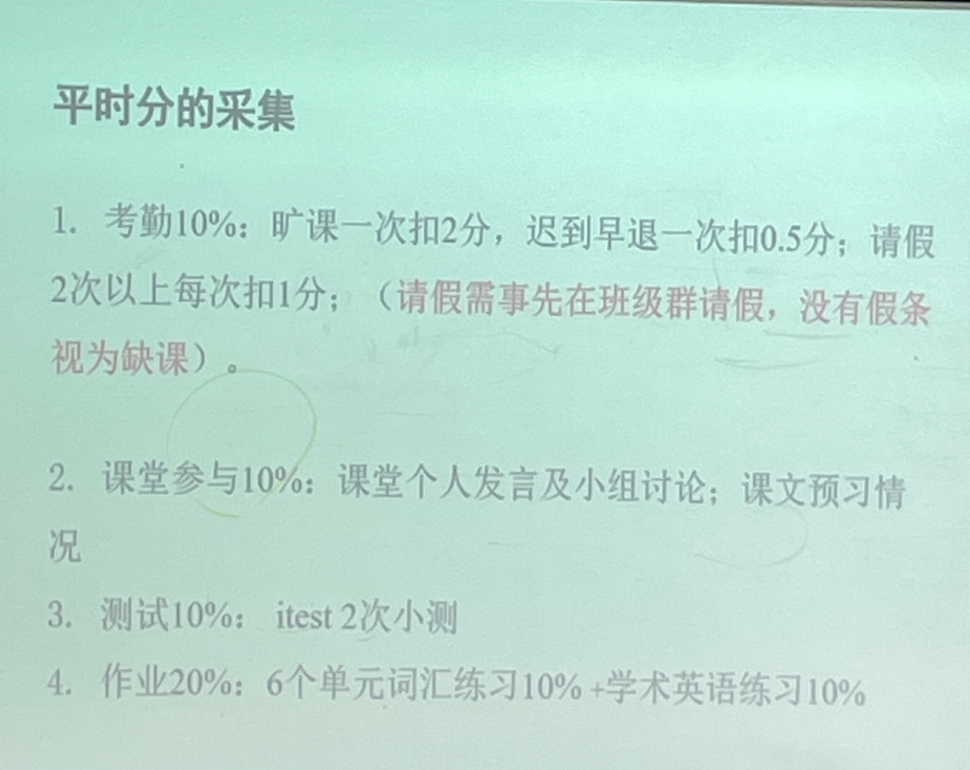 平时分的采集
1. 考勤10%：旷课一次扣2分，迟到早退一次扣0.5分；请假
2次以上每次扣1分；（请假需事先在班级群请假，没有假条
视为缺课）。
2. 课堂参与10%：课堂个人发言及小组讨论；课文预习情
况
3. 测试10%： itest 2次小测
4. 作业20%：6个单元词汇练习10% +学术英语练习10%